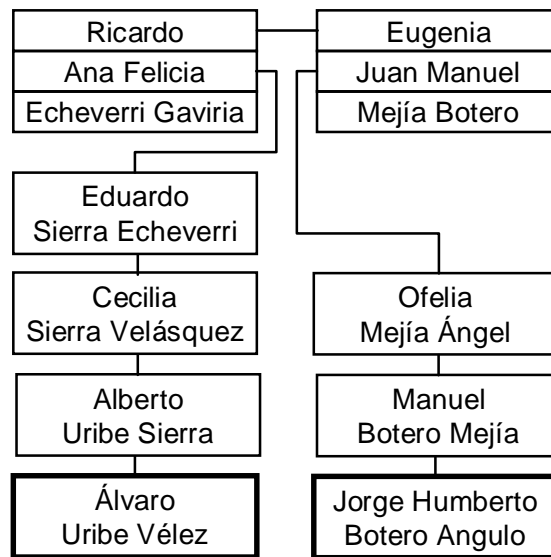 Ricardo
Ana Felicia
Echeverri Gaviria
Eugenia
Juan Manuel
Mejía Botero
Eduardo
Sierra Echeverri
Cecilia
Sierra Velásquez
Ofelia
Mejía Ángel
Alberto
Uribe Sierra
Manuel
Botero Mejía
Álvaro
Uribe Vélez
Jorge Humberto
Botero Angulo